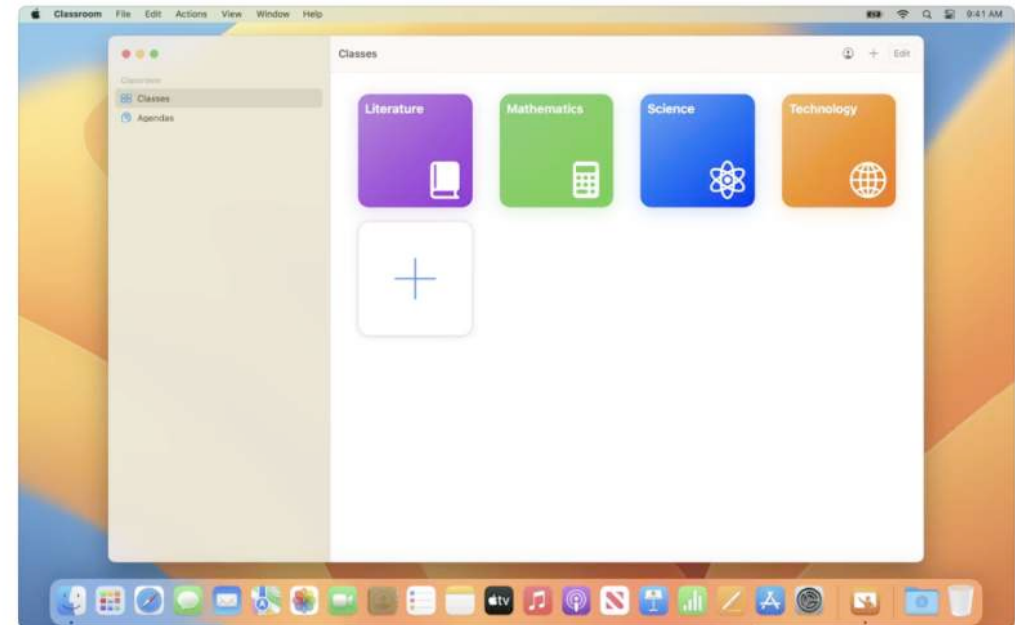 Classroom File Edit Actions View Window Help 9:41 AM
Classes Edit
Classroom
Classes
Agendas
Literature Mathematics Science Technology
tv